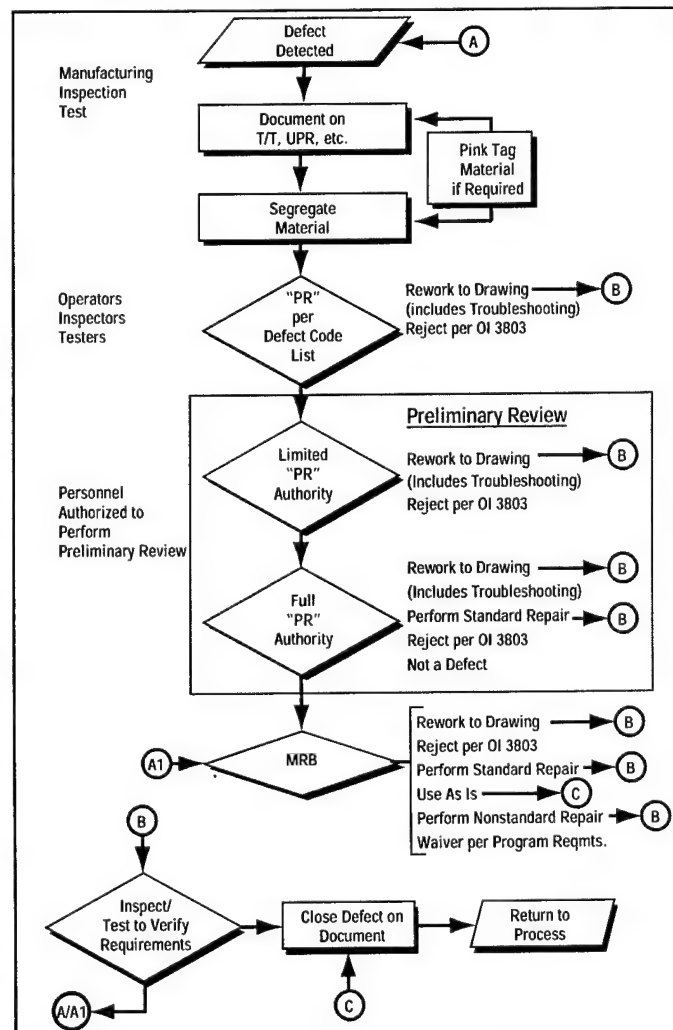 Defect
Detected
A
Manufacturing
Inspection
Test
Document on
T/T, UPR, etc.
Pink Tag
Material
if Required
Segregate
Material
Operators
Inspectors
Testers
"PR"
per
Defect Code
List
Rework to Drawing
B
(includes Troubleshooting)
Reject per OI 3803
Preliminary Review
Personnel
Authorized to
Perform
Preliminary Review
Limited
"PR"
Authority
Rework to Drawing
B
(Includes Troubleshooting)
Reject per OI 3803
Full
"PR"
Authority
Rework to Drawing
B
(Includes Troubleshooting)
Perform Standard Repair
B
Reject per OI 3803
Not a Defect
A1
MRB
Rework to Drawing
B
Reject per OI 3803
Perform Standard Repair
B
Use As Is
C
Perform Nonstandard Repair
B
Waiver per Program Reqmts.
B
Inspect/
Test to Verify
Requirements
Close Defect on
Document
Return to
Process
A/A1
C